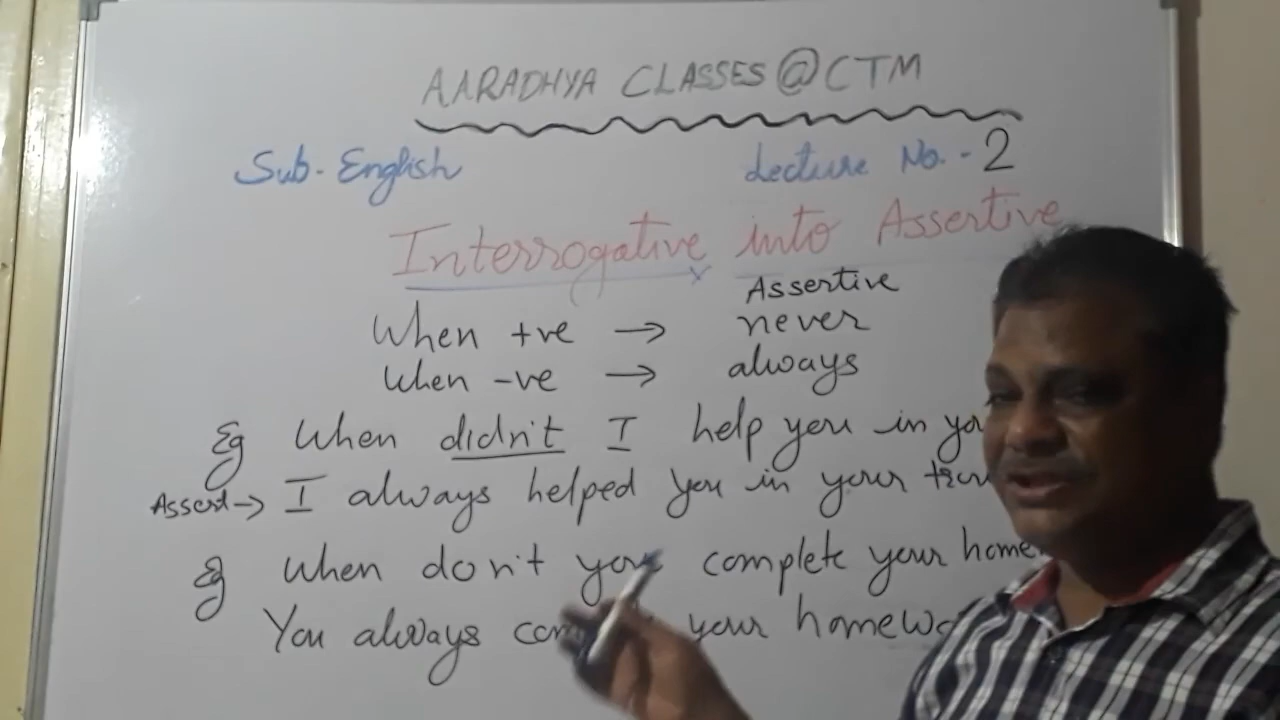 AARADHYA CLASSES @ CTM
Sub. English Lecture No. - 2
Interrogative into Assertive
Assertive
When +ve → never
When -ve → always
Eg When didn't I help you in
Assert → I always helped you in your
Eg When don't you complete your
You always your